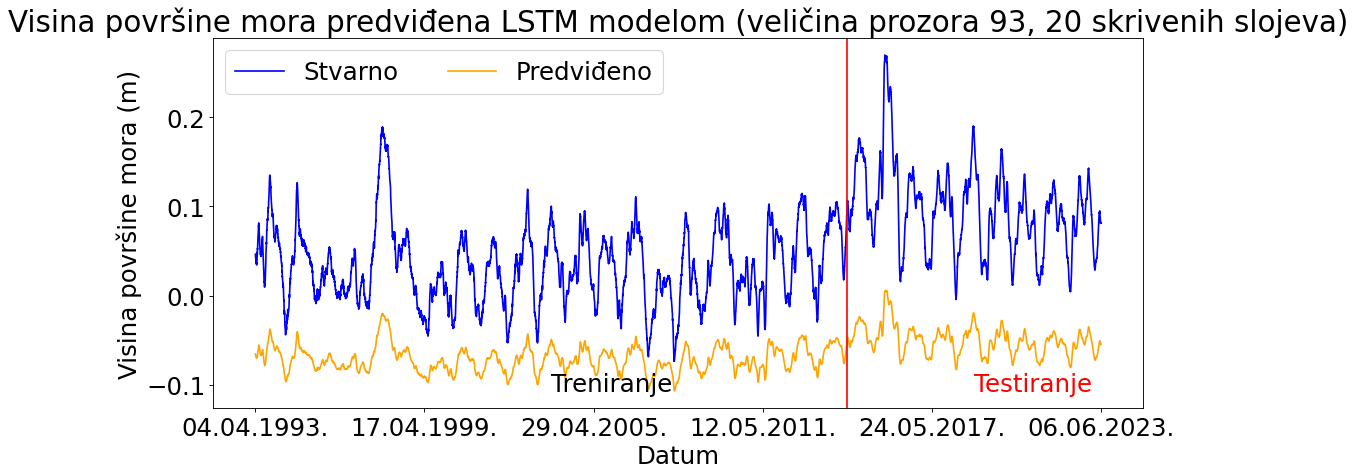 Visina površine mora predviđena LSTM modelom (veličina prozora 93, 20 skrivenih slojeva)
Stvarno
Predviđeno
Visina površine mora (m)
0.2
0.1
0.0
−0.1
Treniranje
Testiranje
04.04.1993. 17.04.1999. 29.04.2005. 12.05.2011. 24.05.2017. 06.06.2023.
Datum